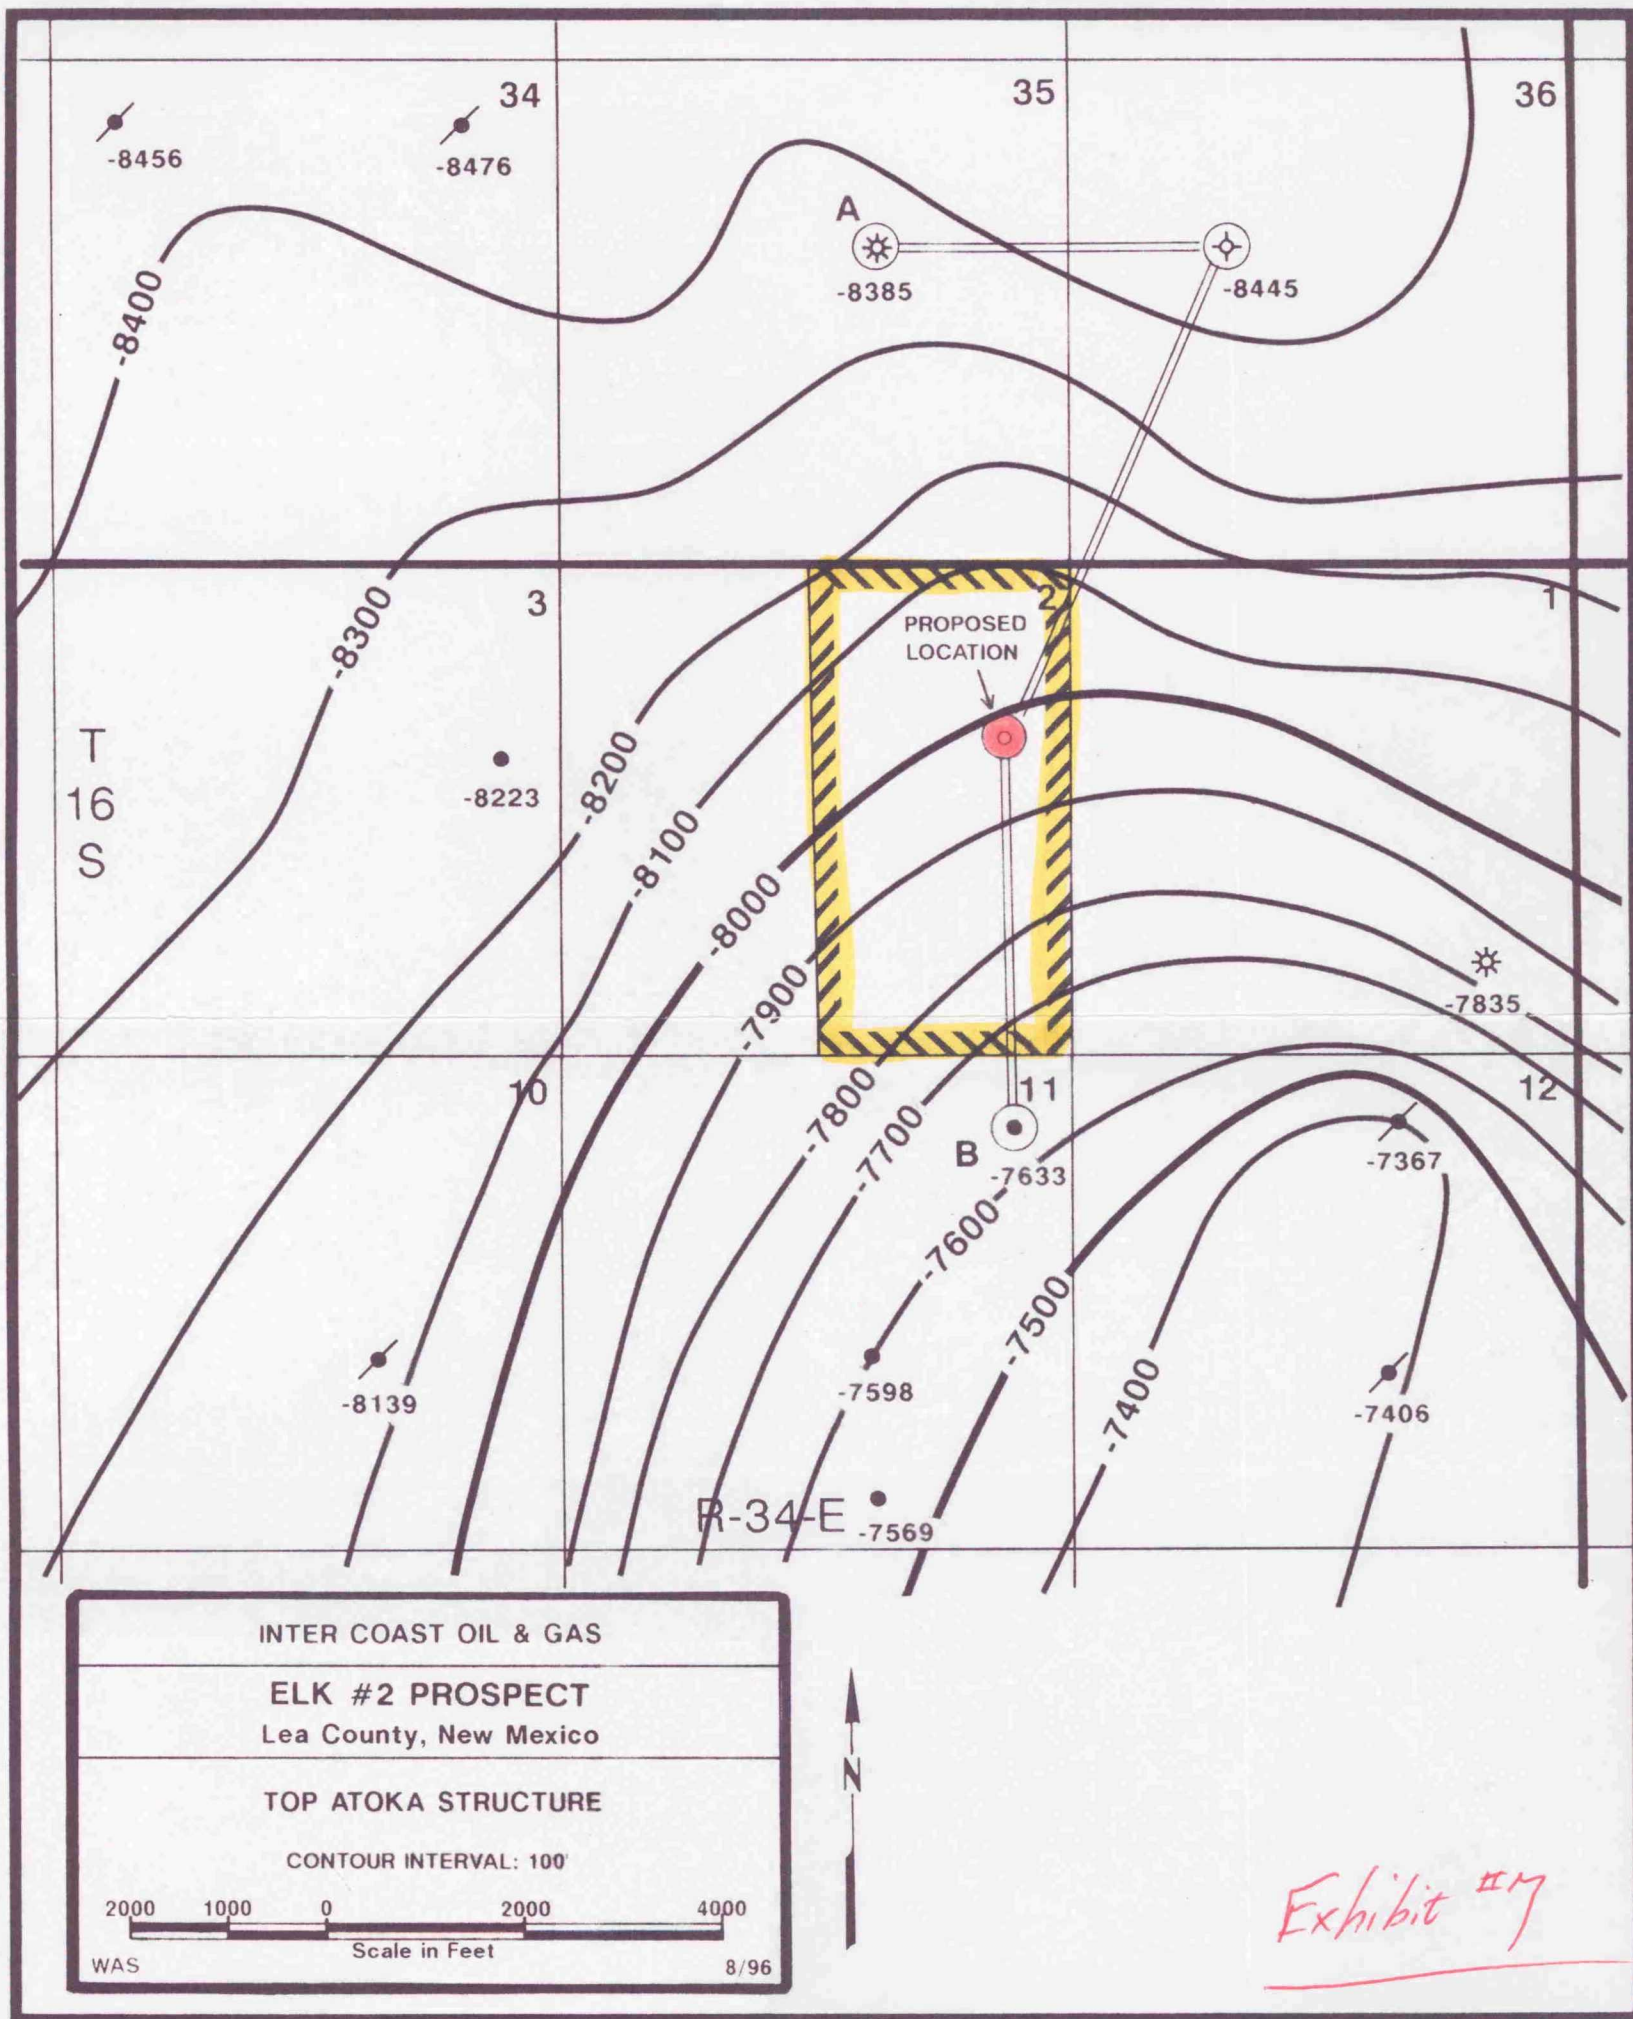 34
35
36
-8456
-8476
A
-8385
-8445
-8400
3
2
1
PROPOSED
LOCATION
-8300
T
16
S
-8223
-8200
-8100
-8000
-7900
-7835
10
11
12
-7800
-7700
B
-7633
-7367
-7600
-7500
-8139
-7598
-7400
-7406
R-34-E
-7569
INTER COAST OIL & GAS
ELK #2 PROSPECT
Lea County, New Mexico
TOP ATOKA STRUCTURE
CONTOUR INTERVAL: 100'
2000 1000 0 2000 4000
Scale in Feet
WAS
8/96
N
Exhibit #7